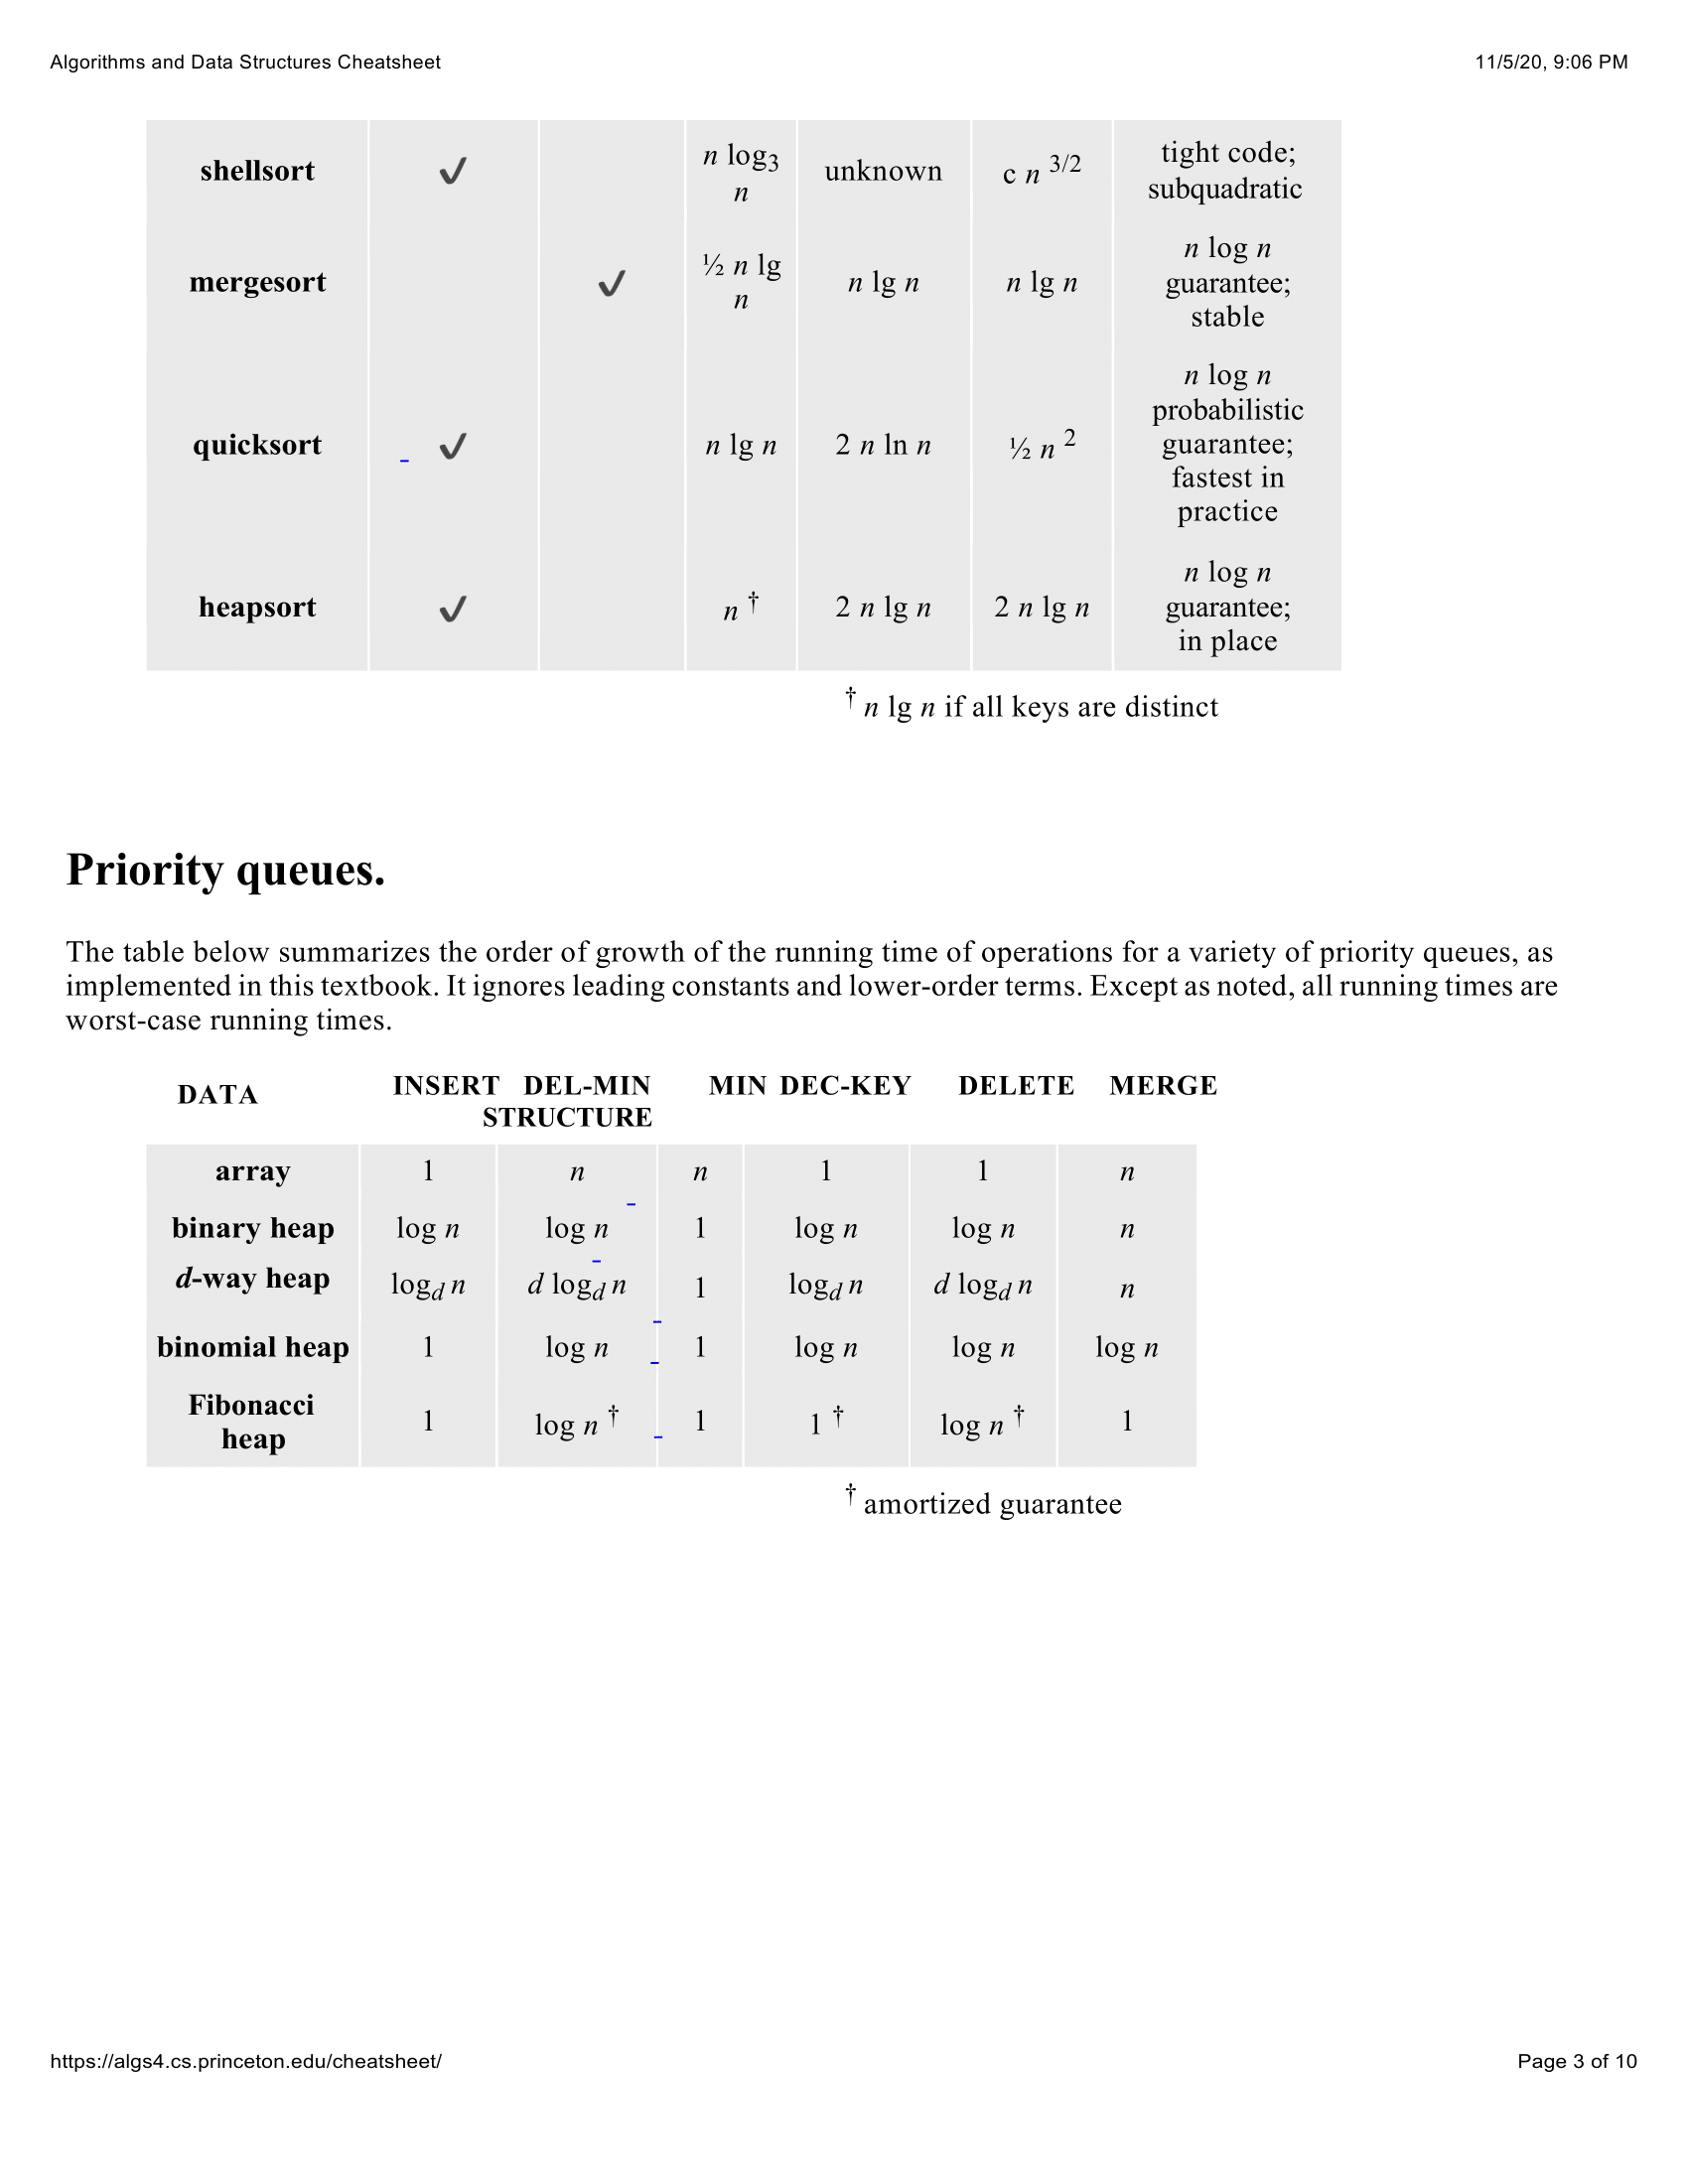 Algorithms and Data Structures Cheatsheet 11/5/20, 9:06 PM
shellsort ✔ n log3 n unknown c n 3/2 tight code; subquadratic
mergesort ✔ ½ n lg n n lg n n lg n n log n guarantee; stable
quicksort ✔ n lg n 2 n ln n ½ n 2 n log n probabilistic guarantee; fastest in practice
heapsort ✔ n † 2 n lg n 2 n lg n n log n guarantee; in place
† n lg n if all keys are distinct
Priority queues.
The table below summarizes the order of growth of the running time of operations for a variety of priority queues, as
implemented in this textbook. It ignores leading constants and lower-order terms. Except as noted, all running times are
worst-case running times.
DATA INSERT DEL-MIN MIN DEC-KEY DELETE MERGE
STRUCTURE
array 1 n n 1 1 n
binary heap log n log n 1 log n log n n
d-way heap logd n d logd n 1 logd n d logd n n
binomial heap 1 log n 1 log n log n log n
Fibonacci heap 1 log n † 1 1 † log n † 1
† amortized guarantee
https://algs4.cs.princeton.edu/cheatsheet/ Page 3 of 10